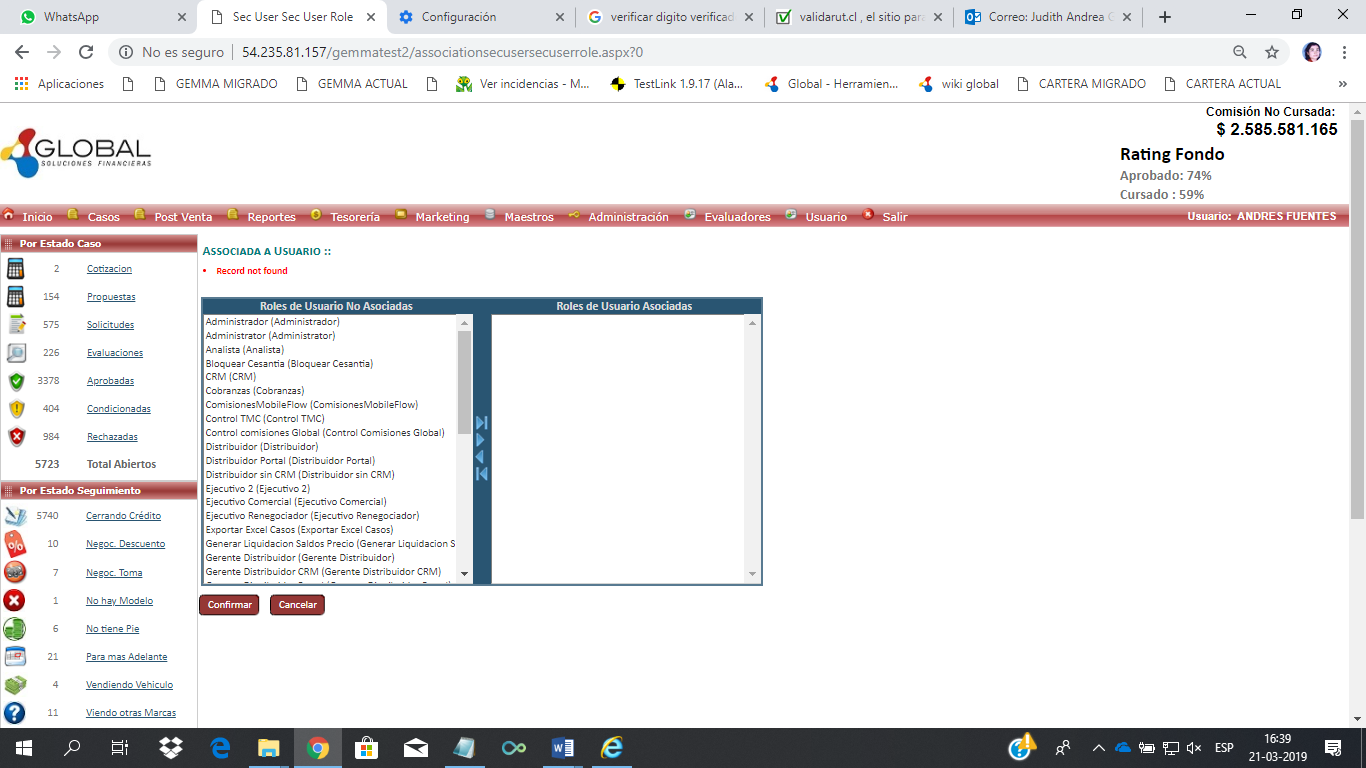 WhatsApp
Sec User Sec User Role
Configuración
verificar digito verificad
validarut.cl , el sitio para
Correo: Judith Andrea G
No es seguro
54.235.81.157/gemmatest2/associationsecusersecuserrole.aspx?0
Aplicaciones
GEMMA MIGRADO
GEMMA ACTUAL
Ver incidencias - M...
TestLink 1.9.17 (Ala...
Global - Herramien...
wiki global
CARTERA MIGRADO
CARTERA ACTUAL
»
GLOBAL
SOLUCIONES FINANCIERAS
Comisión No Cursada:
$ 2.585.581.165
Rating Fondo
Aprobado: 74%
Cursado : 59%
Inicio Casos Post Venta Reportes Tesorería Marketing Maestros Administración Evaluadores Usuario Salir
Usuario: ANDRES FUENTES
Por Estado Caso
2 Cotizacion
154 Propuestas
575 Solicitudes
226 Evaluaciones
3378 Aprobadas
404 Condicionadas
984 Rechazadas
5723 Total Abiertos
Por Estado Seguimiento
5740 Cerrando Crédito
10 Negoc. Descuento
7 Negoc. Toma
1 No hay Modelo
6 No tiene Pie
21 Para mas Adelante
4 Vendiendo Vehiculo
11 Viendo otras Marcas
ASSOCIADA A USUARIO ::
Record not found
Roles de Usuario No Asociadas
Administrador (Administrador)
Administrator (Administrator)
Analista (Analista)
Bloquear Cesantía (Bloquear Cesantía)
CRM (CRM)
Cobranzas (Cobranzas)
ComisionesMobileFlow (ComisionesMobileFlow)
Control TMC (Control TMC)
Control comisiones Global (Control Comisiones Global)
Distribuidor (Distribuidor)
Distribuidor Portal (Distribuidor Portal)
Distribuidor sin CRM (Distribuidor sin CRM)
Ejecutivo 2 (Ejecutivo 2)
Ejecutivo Comercial (Ejecutivo Comercial)
Ejecutivo Renegociador (Ejecutivo Renegociador)
Exportar Excel Casos (Exportar Excel Casos)
Generar Liquidacion Saldos Precio (Generar Liquidacion S
Gerente Distribuidor (Gerente Distribuidor)
Gerente Distribuidor CRM (Gerente Distribuidor CRM)
Roles de Usuario Asociadas
Confirmar
Cancelar
ESP
16:39
21-03-2019